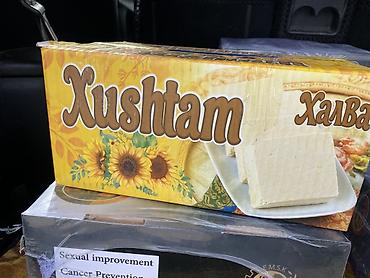 Xushtam
Халва
Sexual improvement
Cancer Prevention